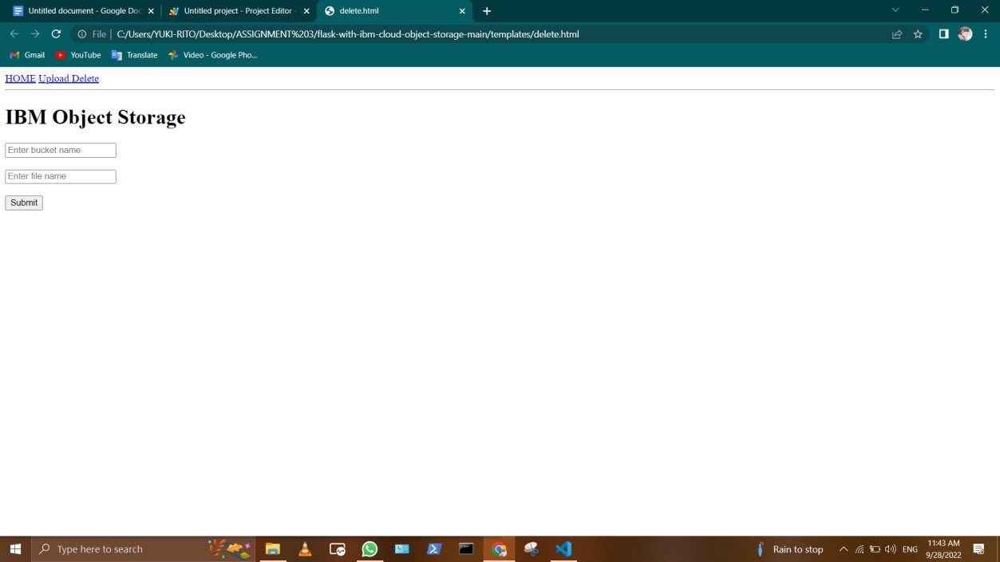 Untitled document - Google Doc
Untitled project - Project Editor -
delete.html
File | C:/Users/YUKI-RITO/Desktop/ASSIGNMENT%203/flask-with-ibm-cloud-object-storage-main/templates/delete.html
Gmail YouTube Translate Video - Google Pho...
HOME Upload Delete
IBM Object Storage
Enter bucket name
Enter file name
Submit
Type here to search
Rain to stop
ENG
11:43 AM
9/28/2022